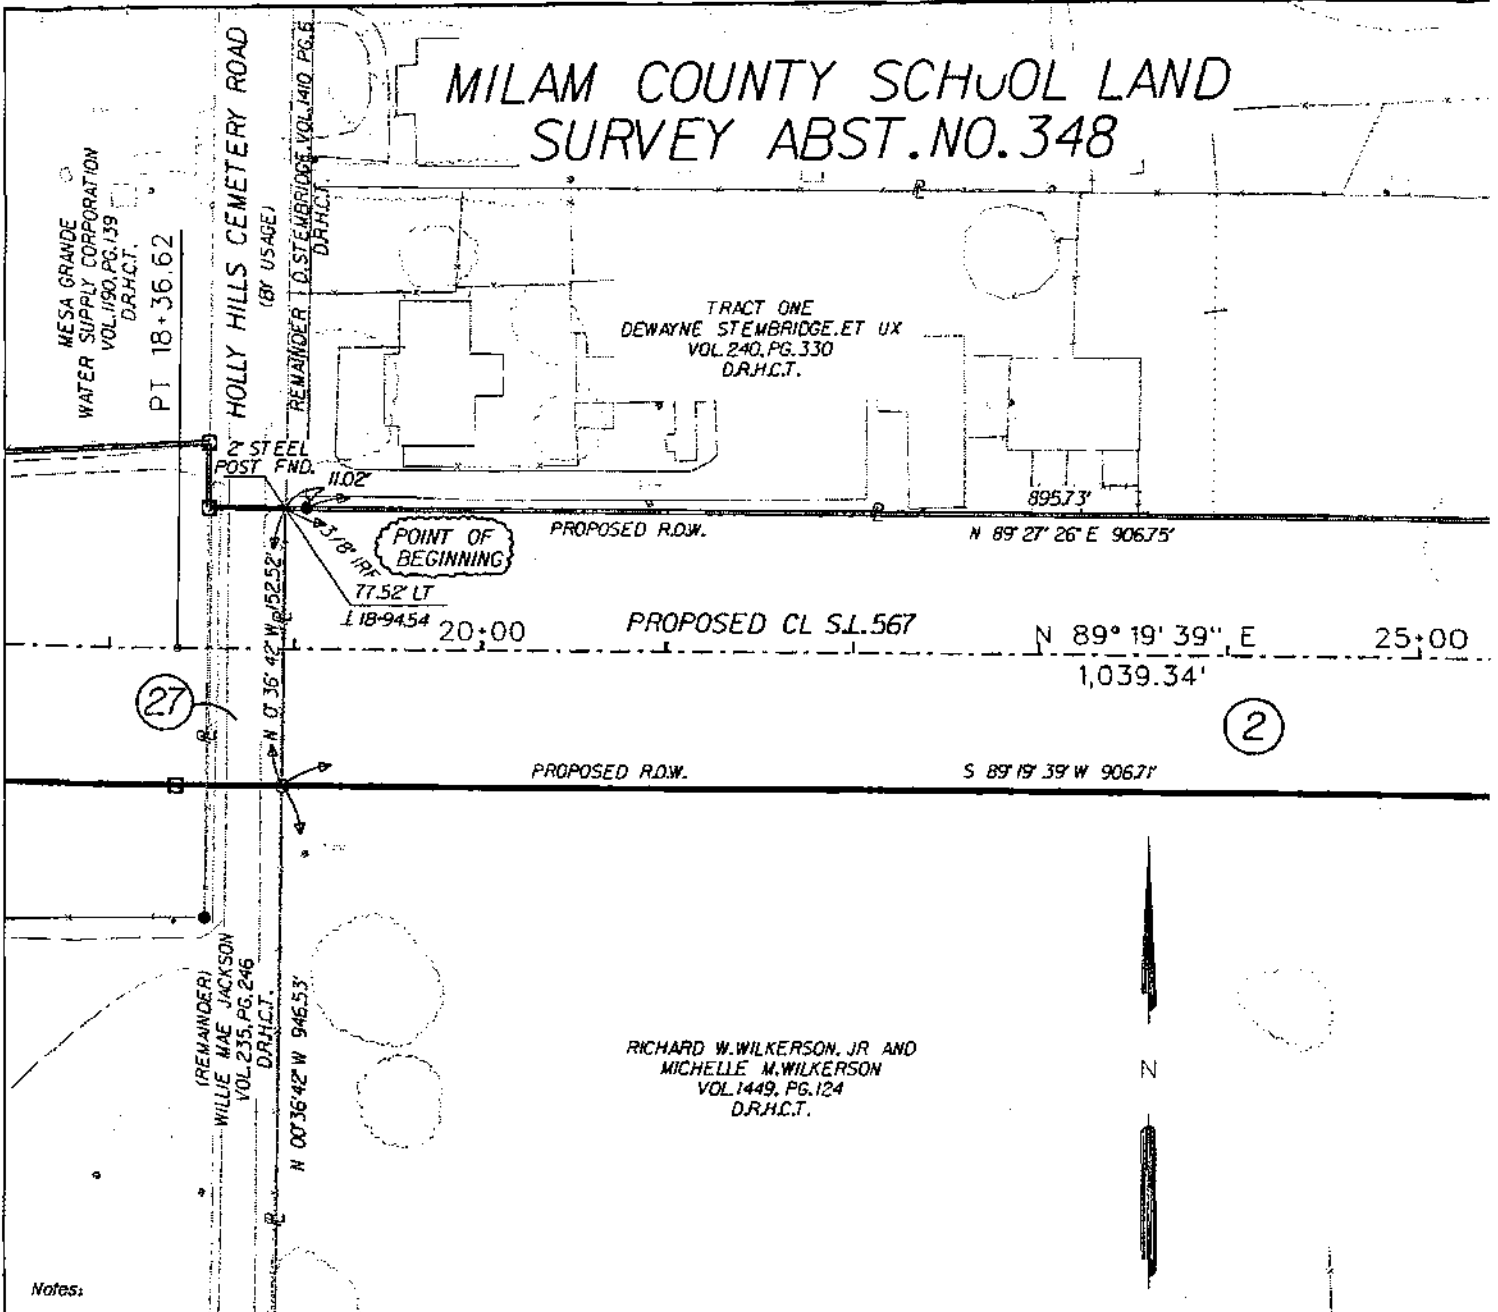 MILAM COUNTY SCHOOL LAND
SURVEY ABST.NO.348
MESA GRANDE
WATER SUPPLY CORPORATION
VOL.1190,PG.139
D.R.H.C.T.
PT 18+36.62
HOLLY HILLS CEMETERY ROAD
(BY USAGE)
REMAINDER
D.STEMBRIDGE, VOL.1410 PG.6
D.R.H.C.T.
TRACT ONE
DEWAYNE STEMBRIDGE,ET UX
VOL.240,PG.330
D.R.H.C.T.
2" STEEL
POST FND.
11.02'
3/8" IRF
POINT OF
BEGINNING
PROPOSED R.O.W.
895.73'
N 89°27'26" E 906.75'
77.52' LT
18+94.54
N 0°36'42" W 152.52'
20+00
PROPOSED CL S.L.567
N 89°19'39" E
1,039.34'
25+00
27
2
PROPOSED R.O.W.
S 89°19'39" W 906.71'
(REMAINDER)
WILLIE MAE JACKSON
VOL.235,PG.246
D.R.H.C.T.
N 00°36'42" W 946.53'
RICHARD W.WILKERSON, JR AND
MICHELLE M.WILKERSON
VOL.1449, PG.124
D.R.H.C.T.
N
Notes: